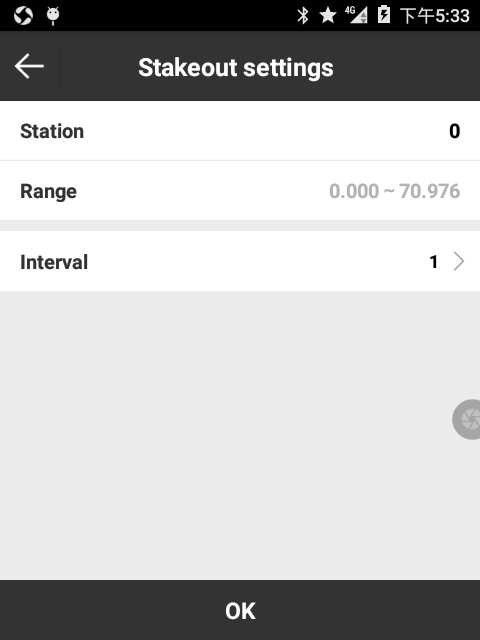 4G 下午5:33
Stakeout settings
Station 0
Range 0.000 ~ 70.976
Interval 1
OK